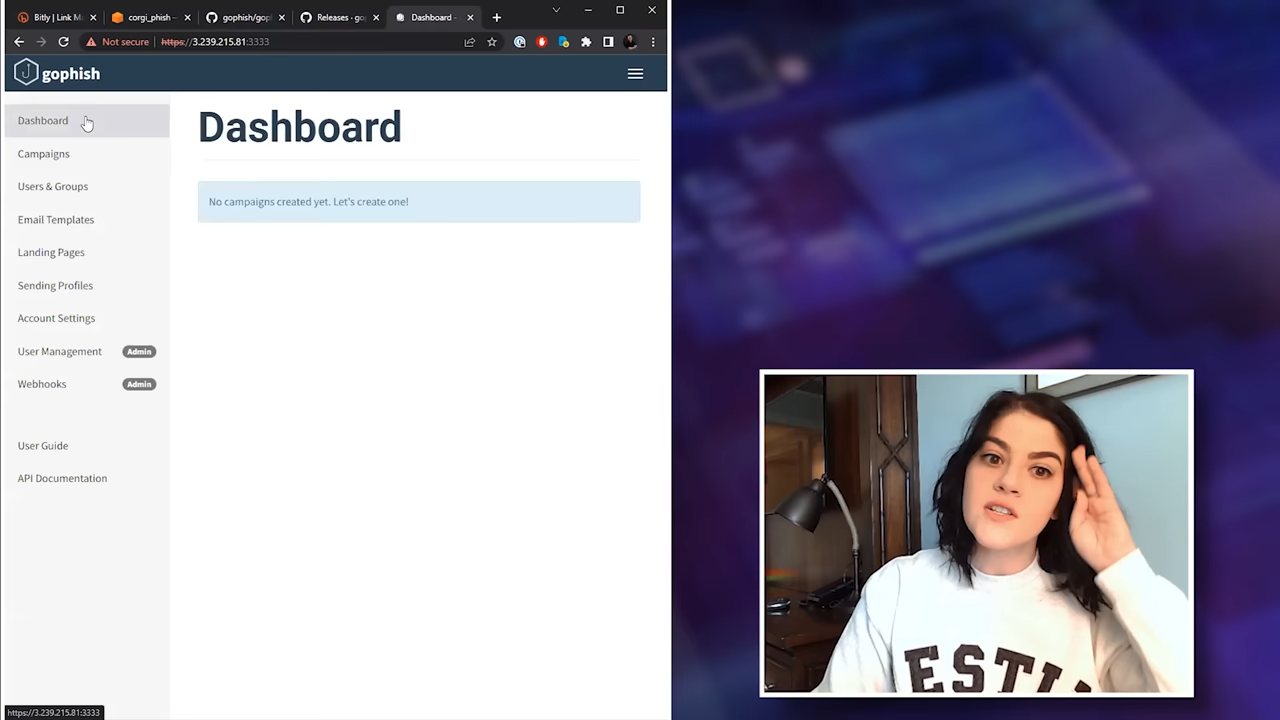 Bitly | Link M
corgi_phish –
gophish/gopl
Releases · go
Dashboard -
Not secure
https://3.239.215.81:3333
gophish
Dashboard
Campaigns
Users & Groups
Email Templates
Landing Pages
Sending Profiles
Account Settings
User Management Admin
Webhooks Admin
User Guide
API Documentation
Dashboard
No campaigns created yet. Let's create one!
https://3.239.215.81:3333
ESTI